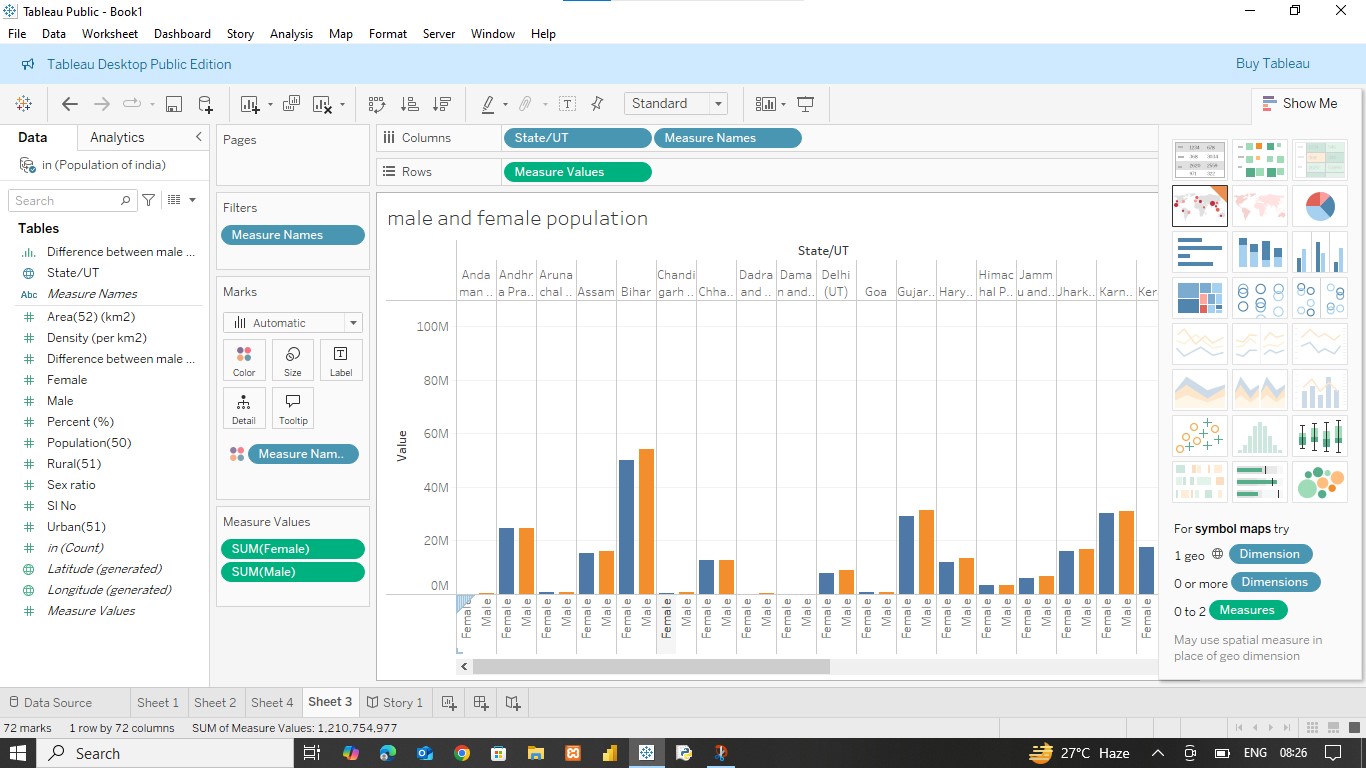 Tableau Public - Book1
File Data Worksheet Dashboard Story Analysis Map Format Server Window Help
Tableau Desktop Public Edition
Buy Tableau
Standard
Show Me
Data Analytics
in (Population of india)
Search
Tables
Difference between male ...
State/UT
Abc Measure Names
Area(52) (km2)
Density (per km2)
Difference between male ...
Female
Male
Percent (%)
Population(50)
Rural(51)
Sex ratio
Sl No
Urban(51)
in (Count)
Latitude (generated)
Longitude (generated)
Measure Values
Pages
Filters
Measure Names
Marks
Automatic
Color Size Label
Detail Tooltip
Measure Nam..
Measure Values
SUM(Female)
SUM(Male)
Columns State/UT Measure Names
Rows Measure Values
male and female population
State/UT
Anda Andhr Aruna Chandi Dadra Dama Delhi Himac Jamm
man .. a Pra.. chal .. Assam Bihar garh .. Chha.. and .. n and.. (UT) Goa Gujar.. Hary.. hal P.. u and.. Jhark.. Karn.. Ker
100M
80M
60M
40M
20M
0M
Value
Female Male Female Male Female Male Female Male Female Male Female Male Female Male Female Male Female Male Female Male Female Male Female Male Female Male Female Male Female Male Female Male Female Male Female
For symbol maps try
1 geo Dimension
0 or more Dimensions
0 to 2 Measures
May use spatial measure in
place of geo dimension
Data Source Sheet 1 Sheet 2 Sheet 4 Sheet 3 Story 1
72 marks 1 row by 72 columns SUM of Measure Values: 1,210,754,977
Search 27°C Haze ENG 08:26